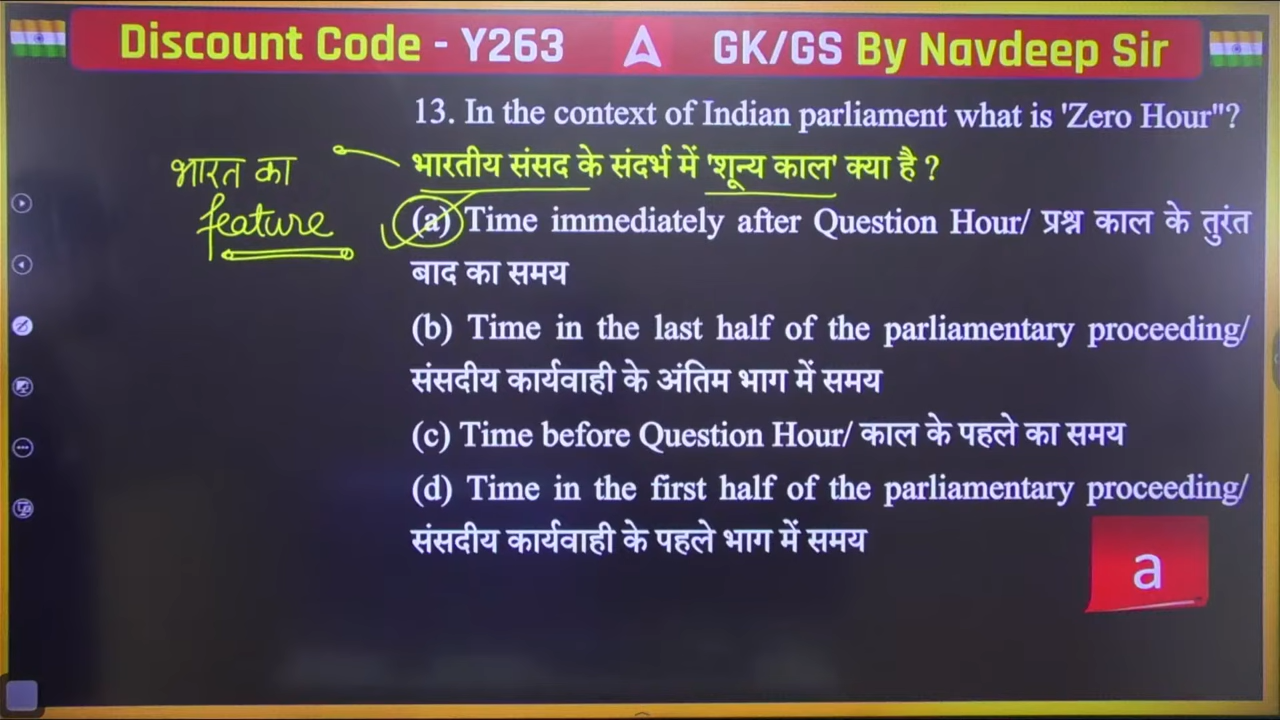 Discount Code - Y263 GK/GS By Navdeep Sir
13. In the context of Indian parliament what is 'Zero Hour"?
भारत का
feature
भारतीय संसद के संदर्भ में 'शून्य काल' क्या है ?
(a) Time immediately after Question Hour/ प्रश्न काल के तुरंत
बाद का समय
(b) Time in the last half of the parliamentary proceeding/
संसदीय कार्यवाही के अंतिम भाग में समय
(c) Time before Question Hour/ काल के पहले का समय
(d) Time in the first half of the parliamentary proceeding/
संसदीय कार्यवाही के पहले भाग में समय
a